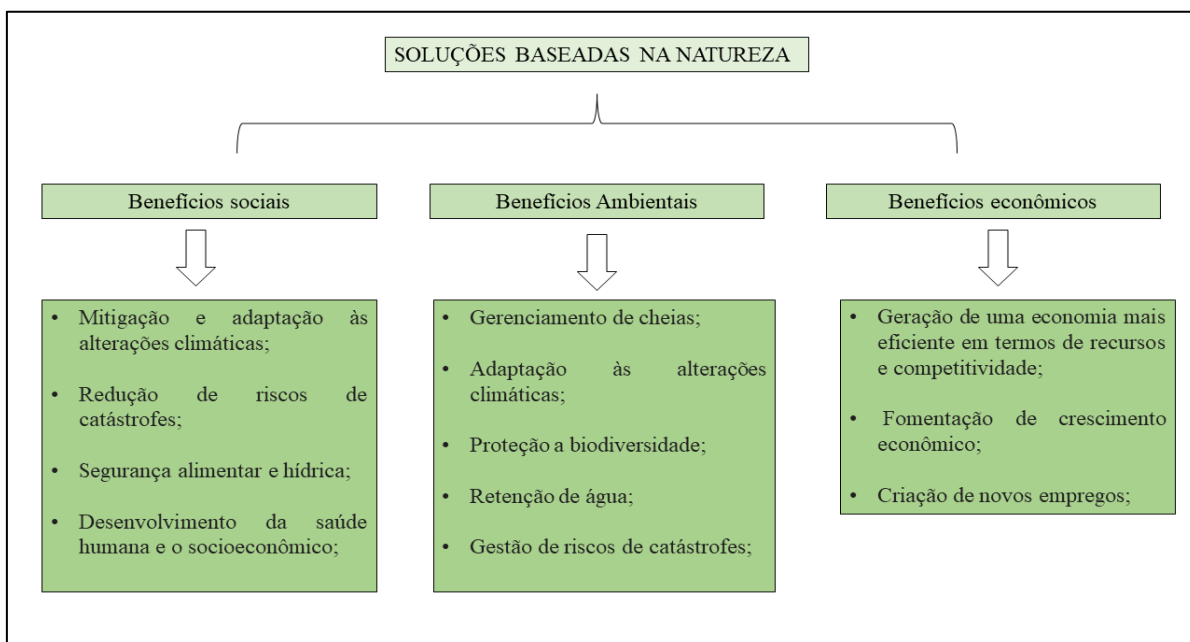 SOLUÇÕES BASEADAS NA NATUREZA
Benefícios sociais
• Mitigação e adaptação às
alterações climáticas;
• Redução de riscos de
catástrofes;
• Segurança alimentar e hídrica;
• Desenvolvimento da saúde
humana e o socioeconômico;
Benefícios Ambientais
• Gerenciamento de cheias;
• Adaptação às alterações
climáticas;
• Proteção a biodiversidade;
• Retenção de água;
• Gestão de riscos de catástrofes;
Benefícios econômicos
• Geração de uma economia mais
eficiente em termos de recursos
e competitividade;
• Fomentação de crescimento
econômico;
• Criação de novos empregos;